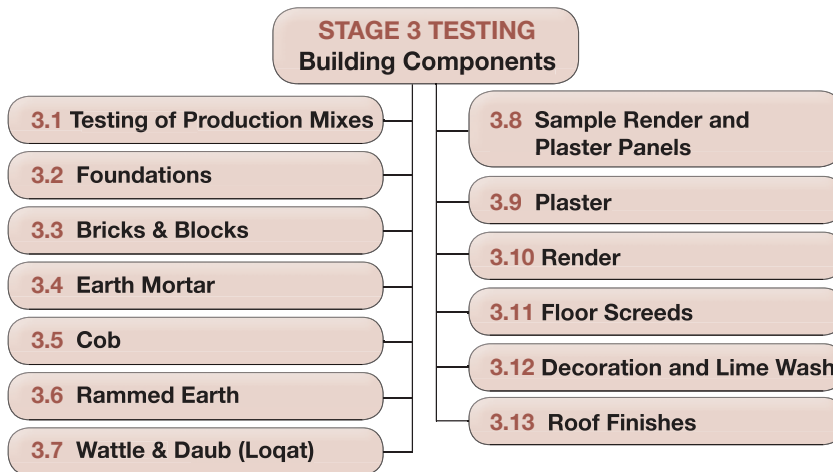 STAGE 3 TESTING
Building Components
3.1 Testing of Production Mixes
3.2 Foundations
3.3 Bricks & Blocks
3.4 Earth Mortar
3.5 Cob
3.6 Rammed Earth
3.7 Wattle & Daub (Loqat)
3.8 Sample Render and
Plaster Panels
3.9 Plaster
3.10 Render
3.11 Floor Screeds
3.12 Decoration and Lime Wash
3.13 Roof Finishes